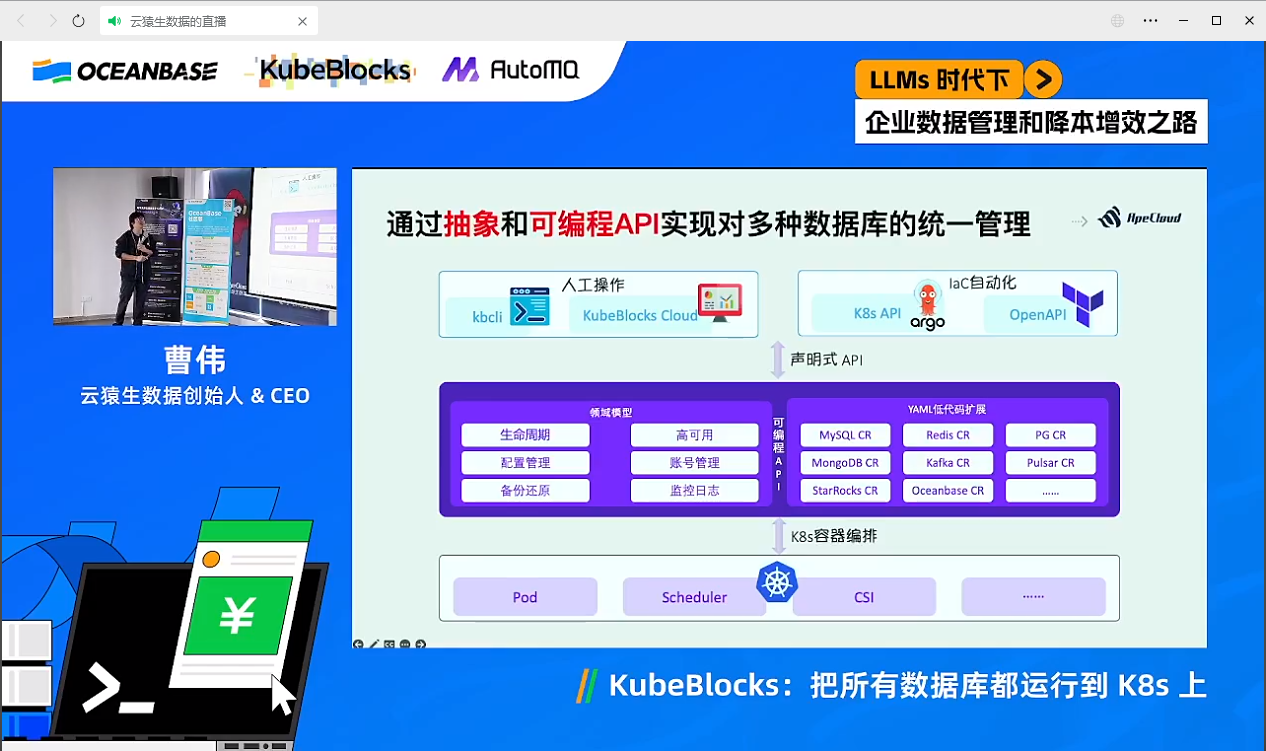 云猿生数据的直播
OCEANBASE
KubeBlocks
AutoMQ
LLMs 时代下
企业数据管理和降本增效之路
通过抽象和可编程API实现对多种数据库的统一管理
ApeCloud
人工操作
kbcli
KubeBlocks Cloud
IaC自动化
K8s API
argo
OpenAPI
声明式 API
领域模型
生命周期
高可用
配置管理
账号管理
备份还原
监控日志
可编程API
YAML低代码扩展
MySQL CR
Redis CR
PG CR
MongoDB CR
Kafka CR
Pulsar CR
StarRocks CR
Oceanbase CR
......
K8s容器编排
Pod
Scheduler
CSI
......
OceanBase
曹伟
云猿生数据创始人 & CEO
¥
>_
KubeBlocks：把所有数据库都运行到 K8s 上